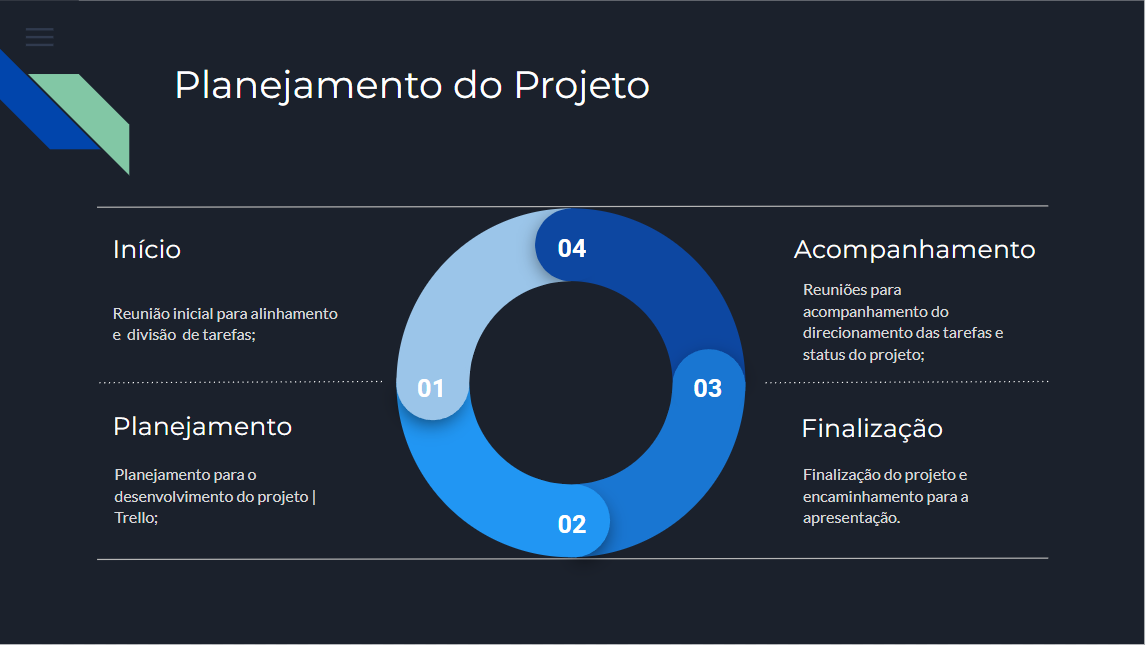 Planejamento do Projeto
Início
Reunião inicial para alinhamento
e divisão de tarefas;
Planejamento
Planejamento para o
desenvolvimento do projeto |
Trello;
04
01
03
02
Acompanhamento
Reuniões para
acompanhamento do
direcionamento das tarefas e
status do projeto;
Finalização
Finalização do projeto e
encaminhamento para a
apresentação.